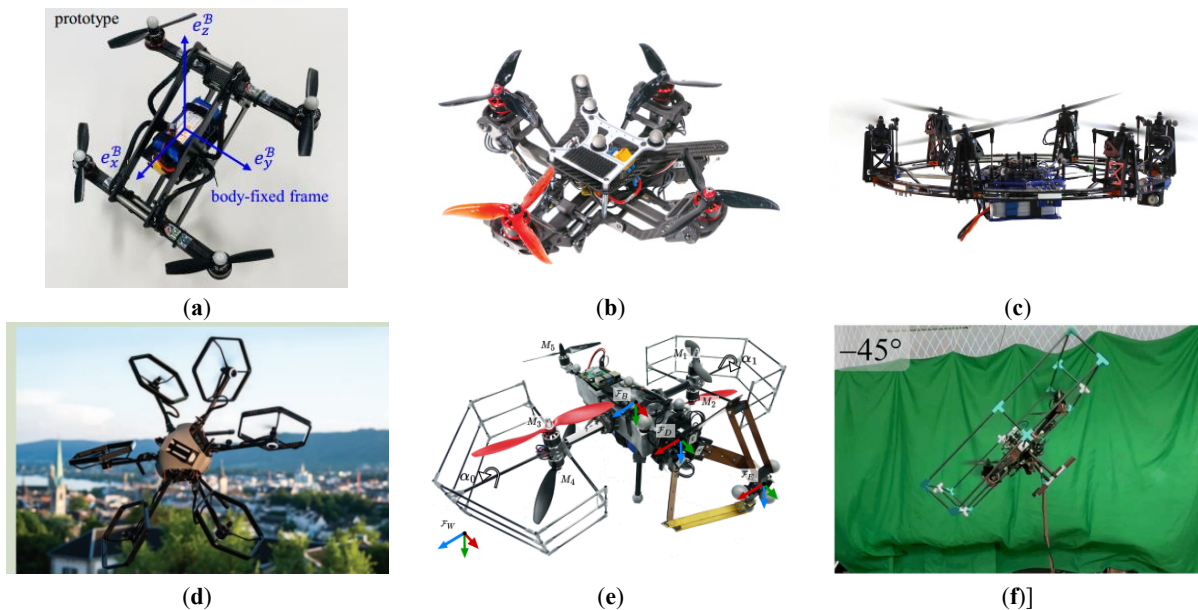 prototype
e_z^B
e_x^B
e_y^B
body-fixed frame
(a)
(b)
(c)
(d)
M_5
M_1
α_1
M_2
F_B
M_3
F_D
M_4
α_0
F_E
F_W
(e)
−45°
(f)]